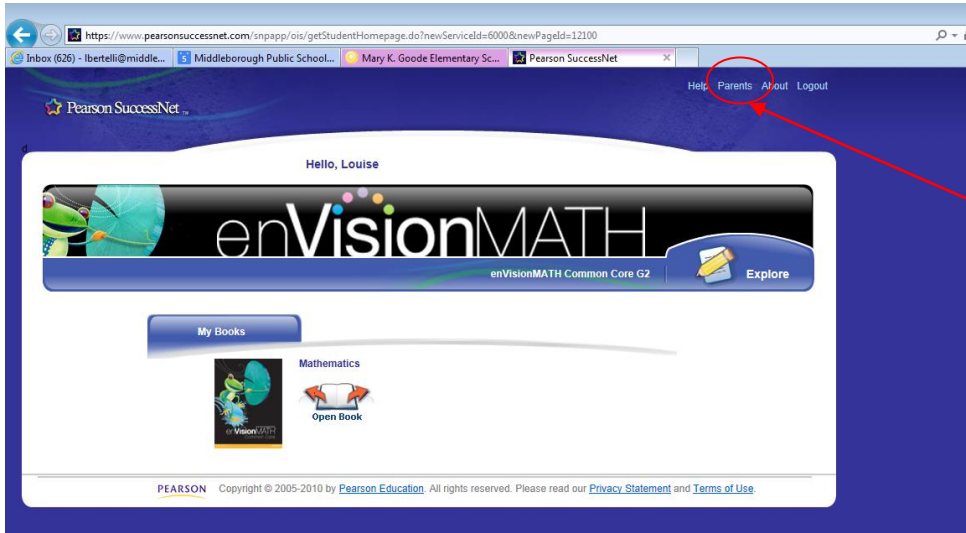 https://www.pearsonsuccessnet.com/snpapp/ois/getStudentHomepage.do?newServiceId=6000&newPageId=12100
Inbox (626) - lbertelli@middle... Middleborough Public School... Mary K. Goode Elementary Sc... Pearson SuccessNet
Help Parents About Logout
Pearson SuccessNet ™
d
Hello, Louise
enVisionMATH
enVisionMATH Common Core G2
Explore
My Books
Mathematics
enVisionMATH
Common Core
Open Book
PEARSON Copyright © 2005-2010 by Pearson Education. All rights reserved. Please read our Privacy Statement and Terms of Use.